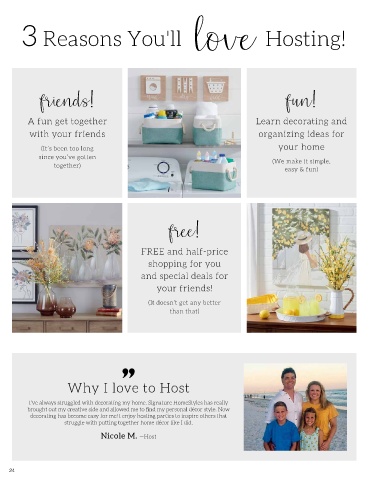 3 Reasons You'll love Hosting!
friends!
A fun get together
with your friends
(It's been too long
since you've gotten
together)
fun!
Learn decorating and
organizing ideas for
your home
(We make it simple,
easy & fun!
free!
FREE and half-price
shopping for you
and special deals for
your friends!
(It doesn't get any better
than that!
"
Why I love to Host
I've always struggled with decorating my home. Signature HomeStyles has really
brought out my creative side and allowed me to find my personal décor style. Now
decorating has become easy for me! I enjoy hosting parties to inspire others that
struggle with putting together home décor like I did.
Nicole M. —Host
24